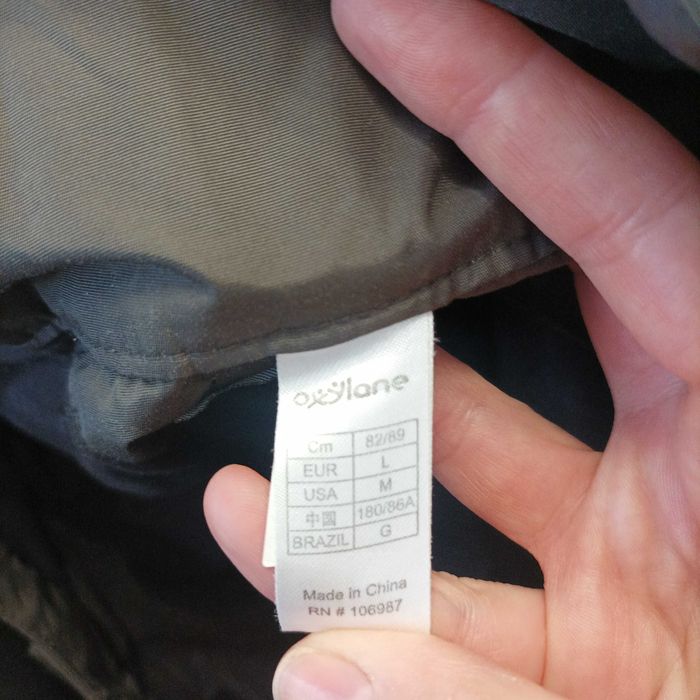 oxylane
Cm 82/89
EUR L
USA M
中国 180/86A
BRAZIL G
Made in China
RN # 106987